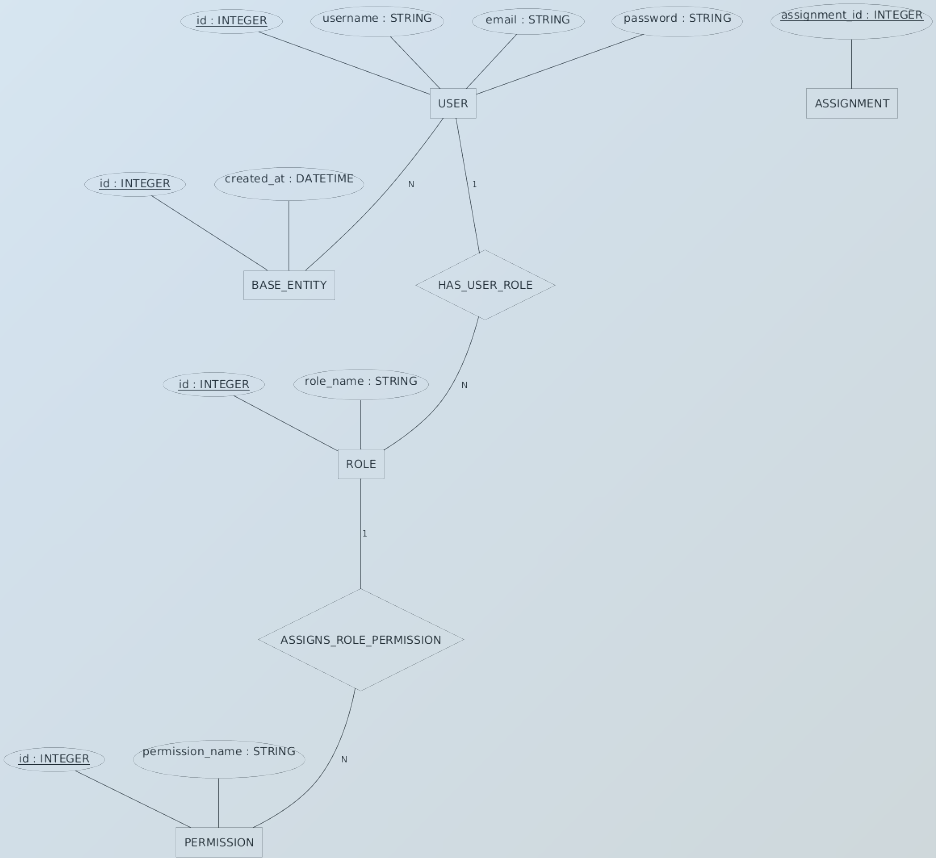 id : INTEGER
username : STRING
email : STRING
password : STRING
assignment_id : INTEGER
USER
ASSIGNMENT
id : INTEGER
created_at : DATETIME
N
1
BASE_ENTITY
HAS_USER_ROLE
id : INTEGER
role_name : STRING
N
ROLE
1
ASSIGNS_ROLE_PERMISSION
id : INTEGER
permission_name : STRING
N
PERMISSION